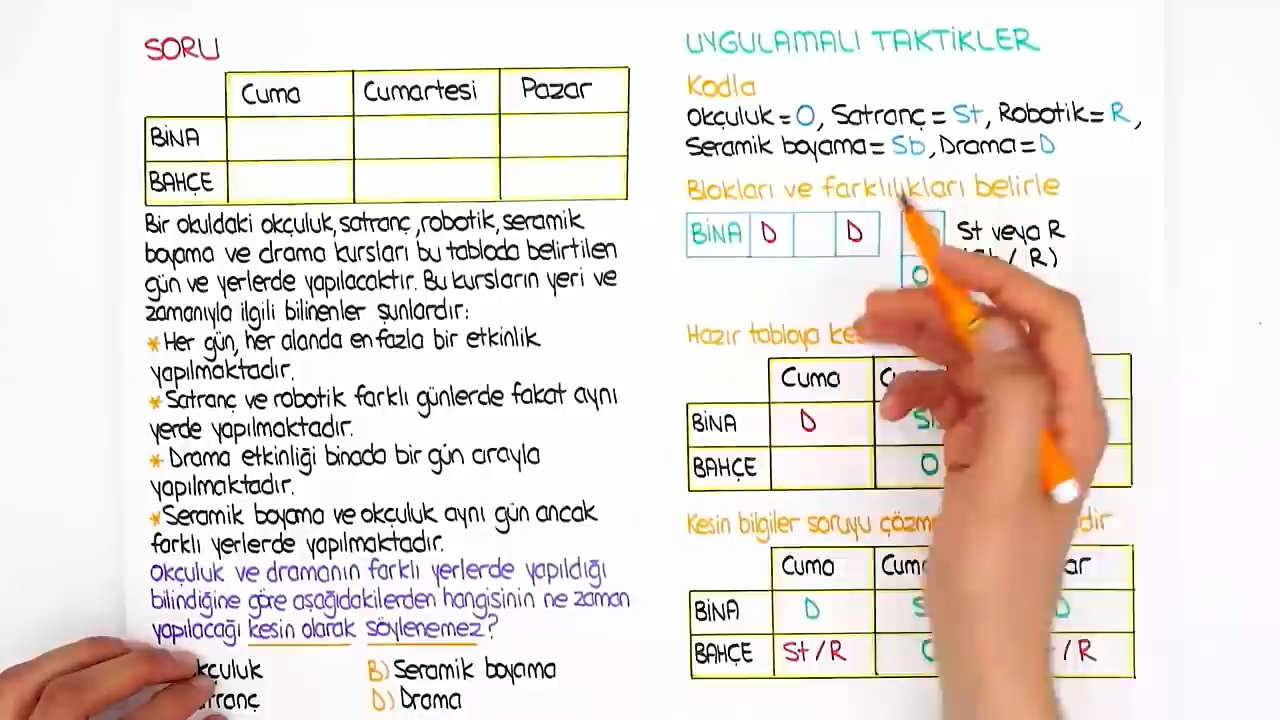 SORU
Cuma Cumartesi Pazar
BİNA
BAHÇE
Bir okuldaki okçuluk, satranç, robotik, seramik
boyama ve drama kursları bu tabloda belirtilen
gün ve yerlerde yapılacaktır. Bu kursların yeri ve
zamanıyla ilgili bilinenler şunlardır:
* Her gün, her alanda en fazla bir etkinlik
yapılmaktadır.
* Satranç ve robotik farklı günlerde fakat aynı
yerde yapılmaktadır.
* Drama etkinliği binada bir gün arayla
yapılmaktadır.
* Seramik boyama ve okçuluk aynı gün ancak
farklı yerlerde yapılmaktadır.
Okçuluk ve dramanın farklı yerlerde yapıldığı
bilindiğine göre aşağıdakilerden hangisinin ne zaman
yapılacağı kesin olarak söylenemez?
B) Seramik boyama
D) Drama
UYGULAMALI TAKTİKLER
Kodla
Okçuluk = O, Satranç = St, Robotik = R,
Seramik boyama = Sb, Drama = D
Blokları ve farklılıkları belirle
BİNA D D St veya R
O / R)
Hazır tabloya
Cuma
BİNA D
BAHÇE O
Kesin bilgiler soruyu
Cuma
BİNA D
BAHÇE St / R / R